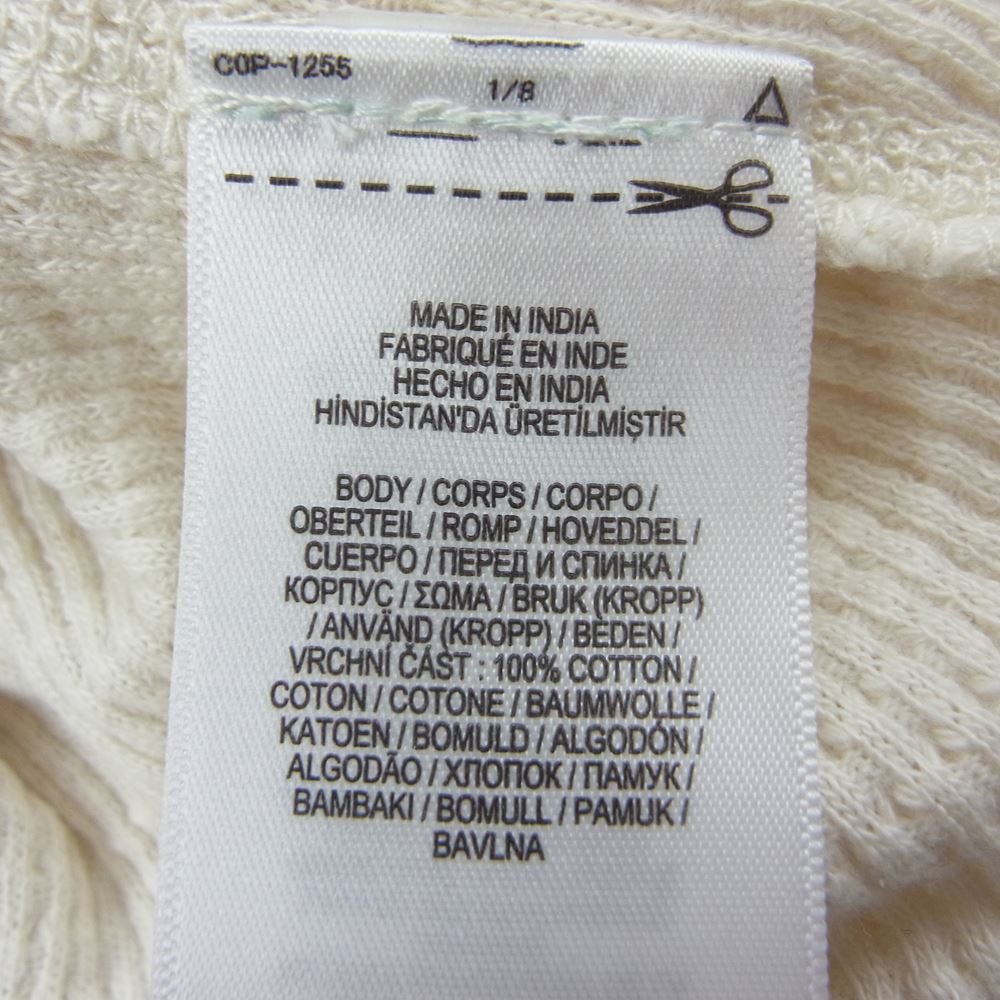 COP-1255
1/8
MADE IN INDIA
FABRIQUÉ EN INDE
HECHO EN INDIA
HİNDİSTAN'DA ÜRETİLMİŞTİR
BODY / CORPS / CORPO /
OBERTEIL / ROMP / HOVEDDEL /
CUERPO / ПЕРЕД И СПИНКА /
КОРПУС / ΣΩΜΑ / BRUK (KROPP)
/ ANVÄND (KROPP) / BEDEN /
VRCHNÍ ČÁST : 100% COTTON /
COTON / COTONE / BAUMWOLLE /
KATOEN / BOMULD / ALGODÓN /
ALGODÃO / ХЛОПОК / ПАМУК /
BAMBAKI / BOMULL / PAMUK /
BAVLNA